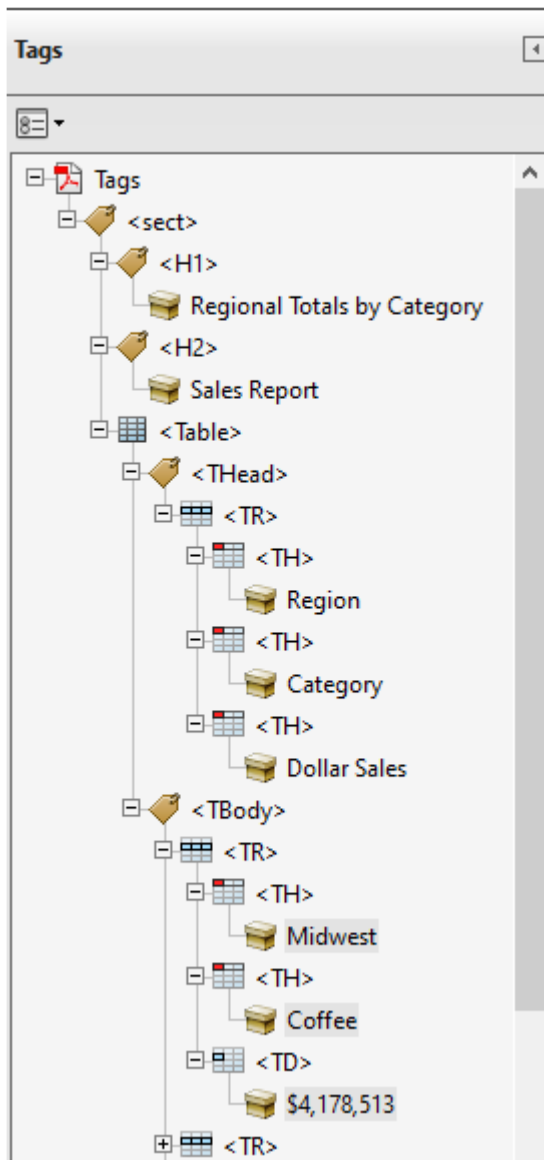 Tags
Tags
<sect>
<H1>
Regional Totals by Category
<H2>
Sales Report
<Table>
<THead>
<TR>
<TH>
Region
<TH>
Category
<TH>
Dollar Sales
<TBody>
<TR>
<TH>
Midwest
<TH>
Coffee
<TD>
$4,178,513
<TR>